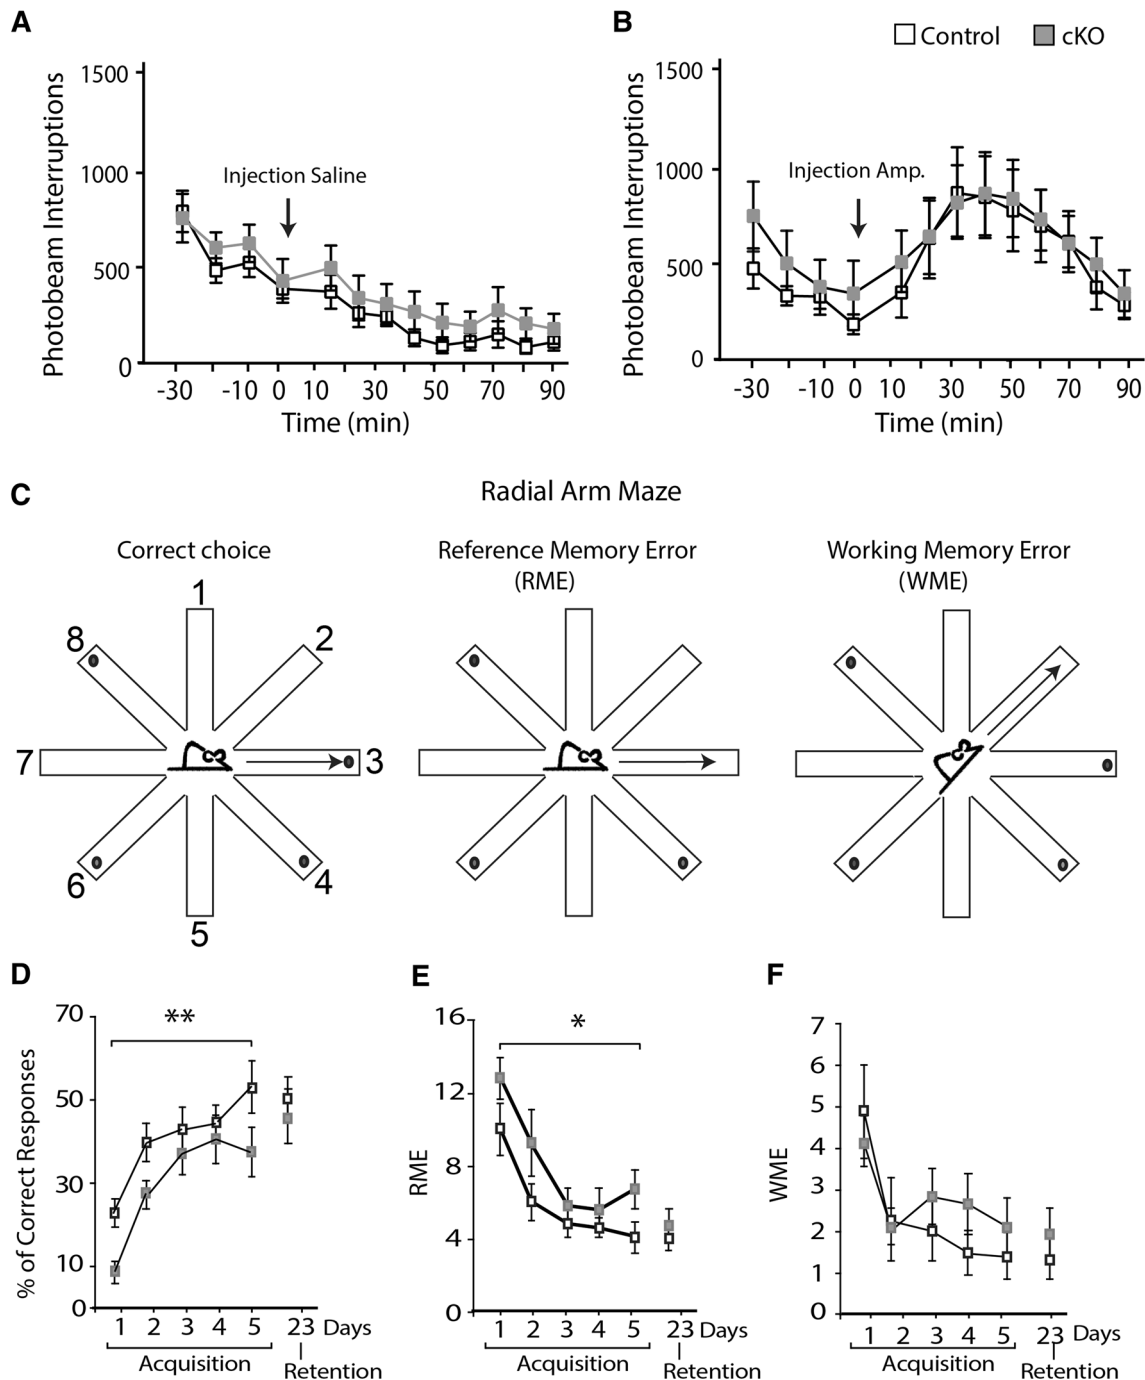 A
Photobeam Interruptions
1500
1000
500
0
Injection Saline
-30 -10 0 10 30 50 70 90
Time (min)
B
Control cKO
Photobeam Interruptions
1500
1000
500
0
Injection Amp.
-30 -10 0 10 30 50 70 90
Time (min)
C
Radial Arm Maze
Correct choice
1
2
3
4
5
6
7
8
Reference Memory Error
(RME)
Working Memory Error
(WME)
D
% of Correct Responses
70
50
30
10
0
**
1 2 3 4 5 23 Days
Acquisition
Retention
E
RME
16
12
8
4
0
*
1 2 3 4 5 23 Days
Acquisition
Retention
F
WME
7
6
5
4
3
2
1
0
1 2 3 4 5 23 Days
Acquisition
Retention